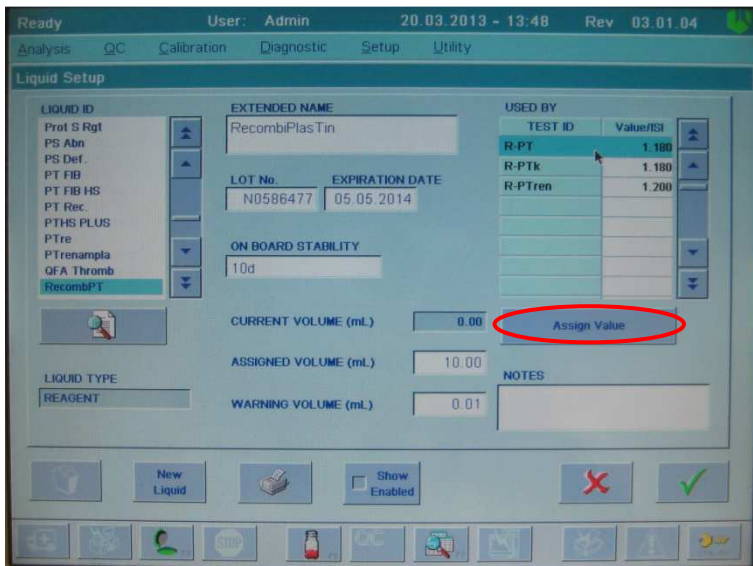 Ready User: Admin 20.03.2013 - 13:48 Rev 03.01.04
Analysis QC Calibration Diagnostic Setup Utility
Liquid Setup
LIQUID ID
Prot S Rgt
PS Abn
PS Def.
PT FIB
PT FIB HS
PT Rec.
PTHS PLUS
PTre
PTrenampla
QFA Thromb
RecombPT
LIQUID TYPE
REAGENT
EXTENDED NAME
RecombiPlasTin
LOT No. EXPIRATION DATE
N0586477 05.05.2014
ON BOARD STABILITY
10d
CURRENT VOLUME (mL) 0.00
ASSIGNED VOLUME (mL) 10.00
WARNING VOLUME (mL) 0.01
USED BY
TEST ID Value/ISI
R-PT 1.180
R-PTk 1.180
R-PTren 1.200
Assign Value
NOTES
New
Liquid
Show
Enabled
STOP
QC